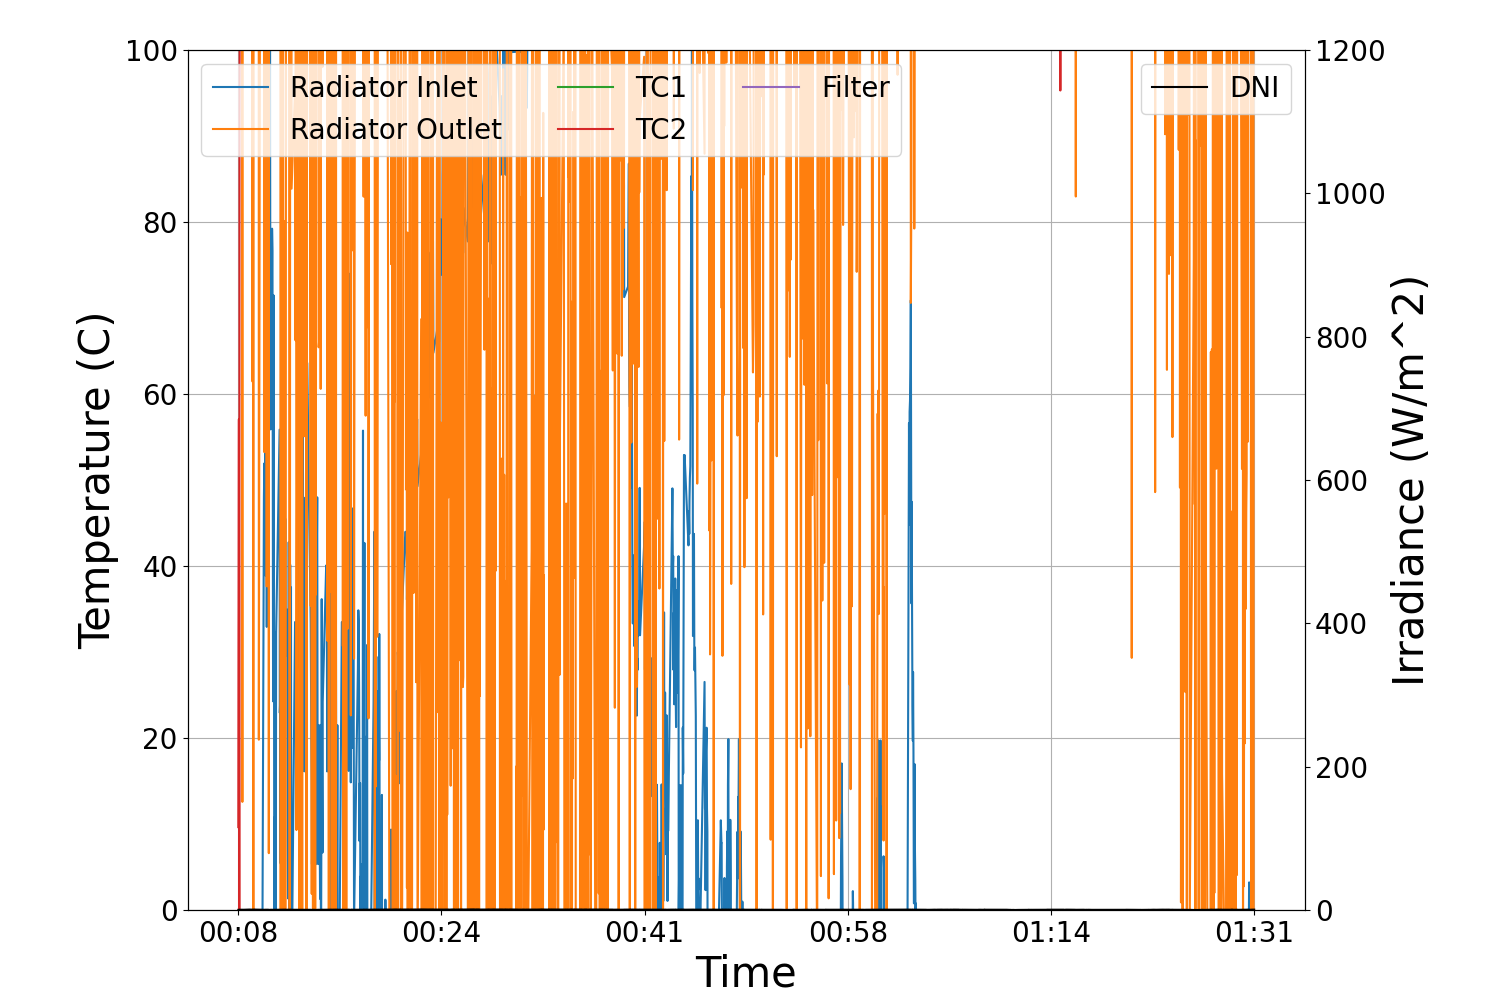 100
80
60
40
20
0
Temperature (C)
Radiator Inlet
Radiator Outlet
TC1
TC2
Filter
DNI
1200
1000
800
600
400
200
0
Irradiance (W/m^2)
00:08
00:24
00:41
00:58
01:14
01:31
Time